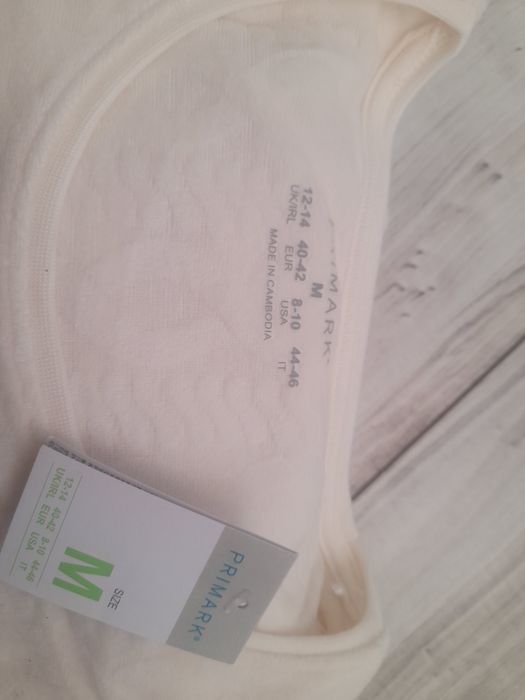 PRIMARK
M
12-14 40-42 8-10 44-46
UK/IRL EUR USA IT
MADE IN CAMBODIA
PRIMARK®
SIZE
M
12-14 40-42 8-10 44-46
UK/IRL EUR USA IT